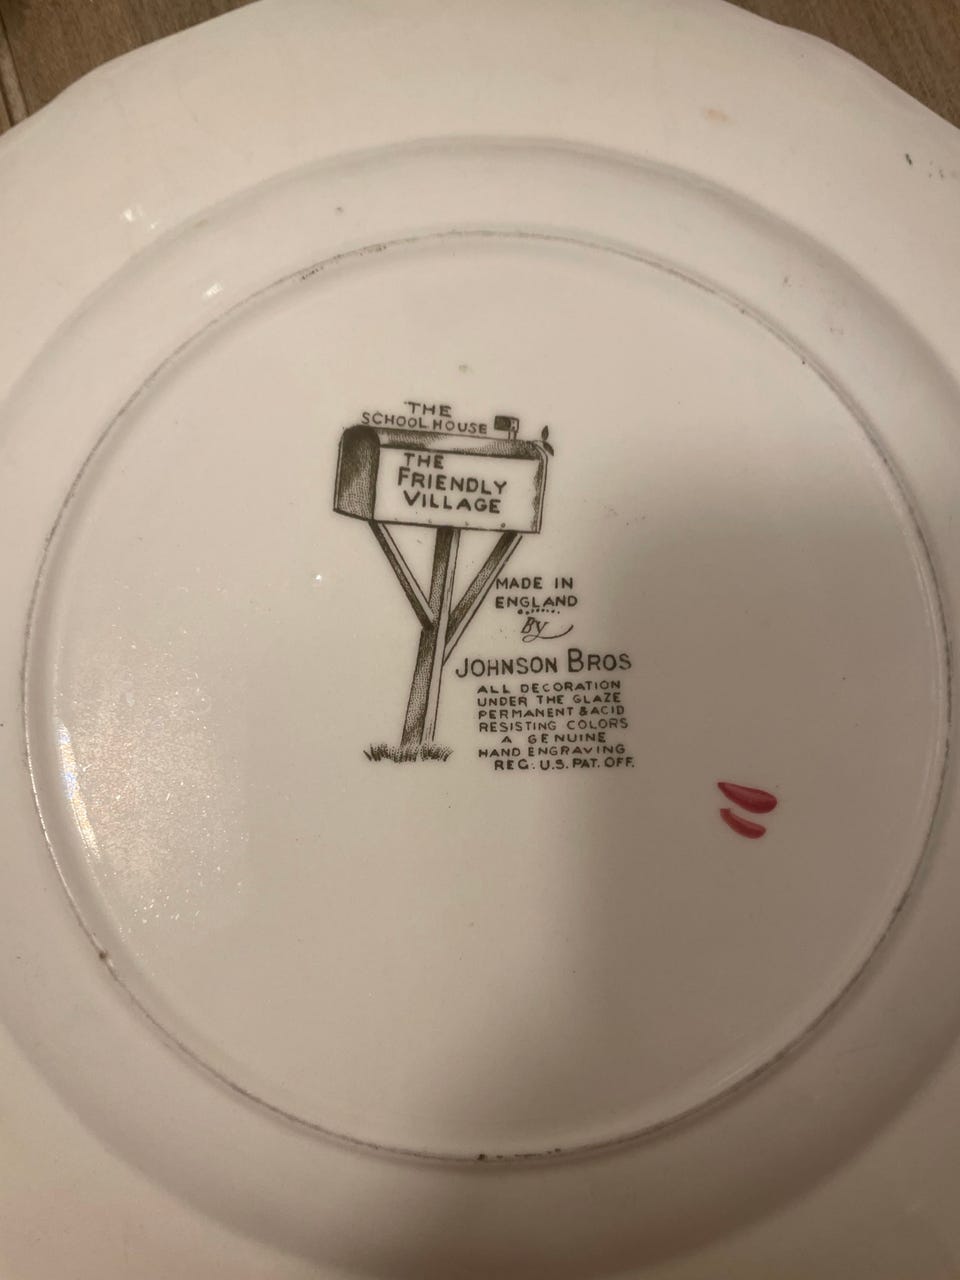 THE
SCHOOL HOUSE
THE
FRIENDLY
VILLAGE
MADE IN
ENGLAND
By
JOHNSON BROS
ALL DECORATION
UNDER THE GLAZE
PERMANENT & ACID
RESISTING COLORS
A GENUINE
HAND ENGRAVING
REG. U.S. PAT. OFF.